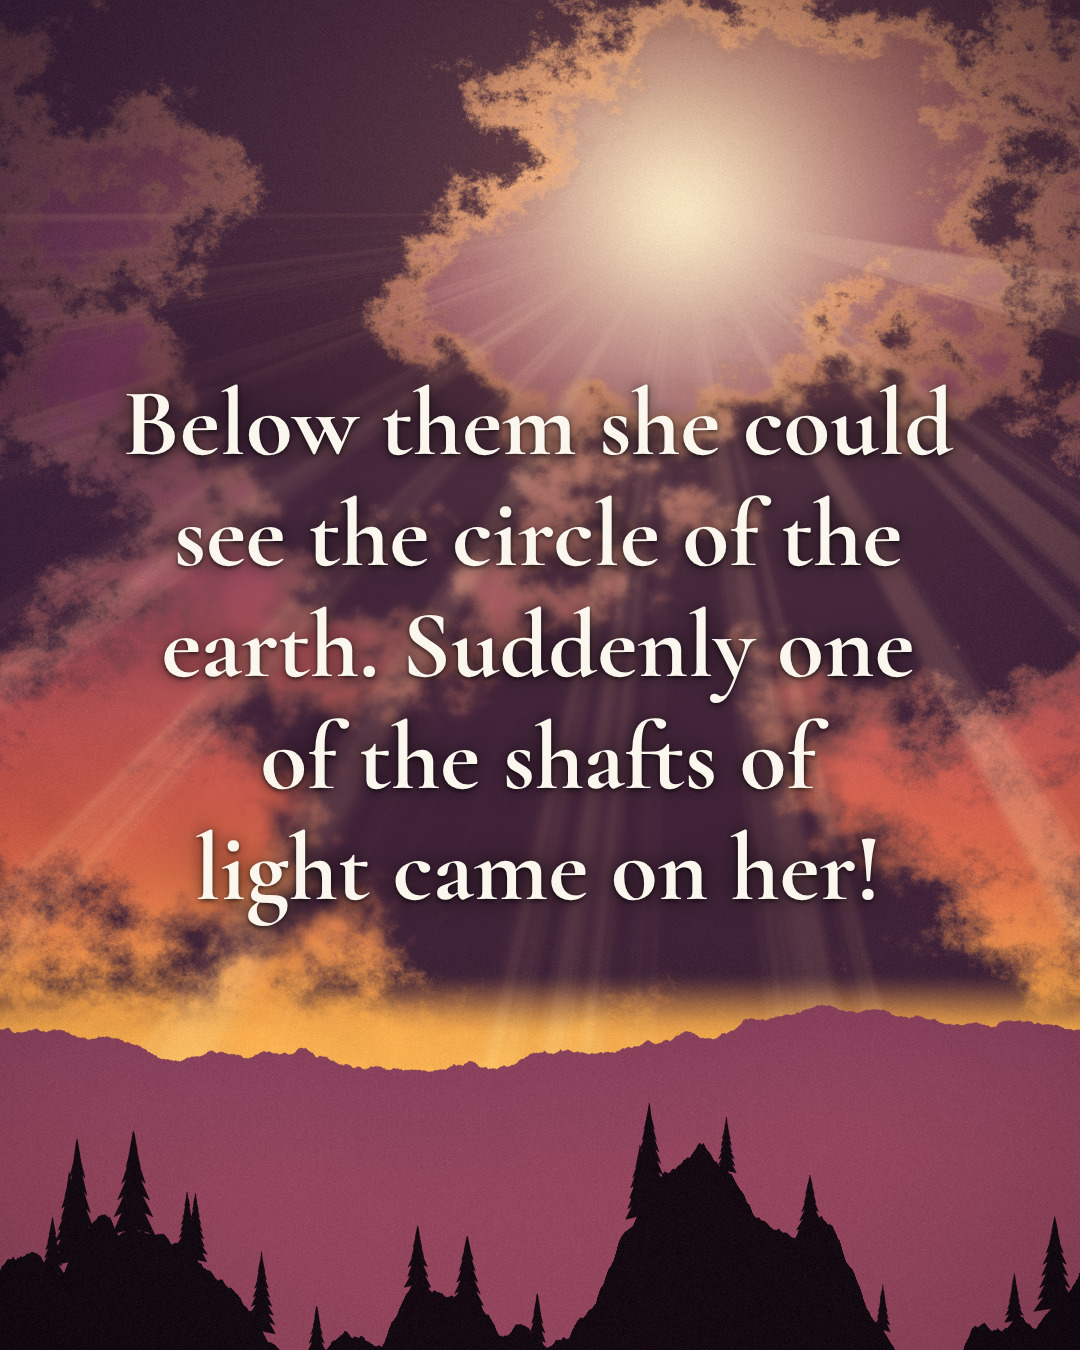 Below them she could
see the circle of the
earth. Suddenly one
of the shafts of
light came on her!